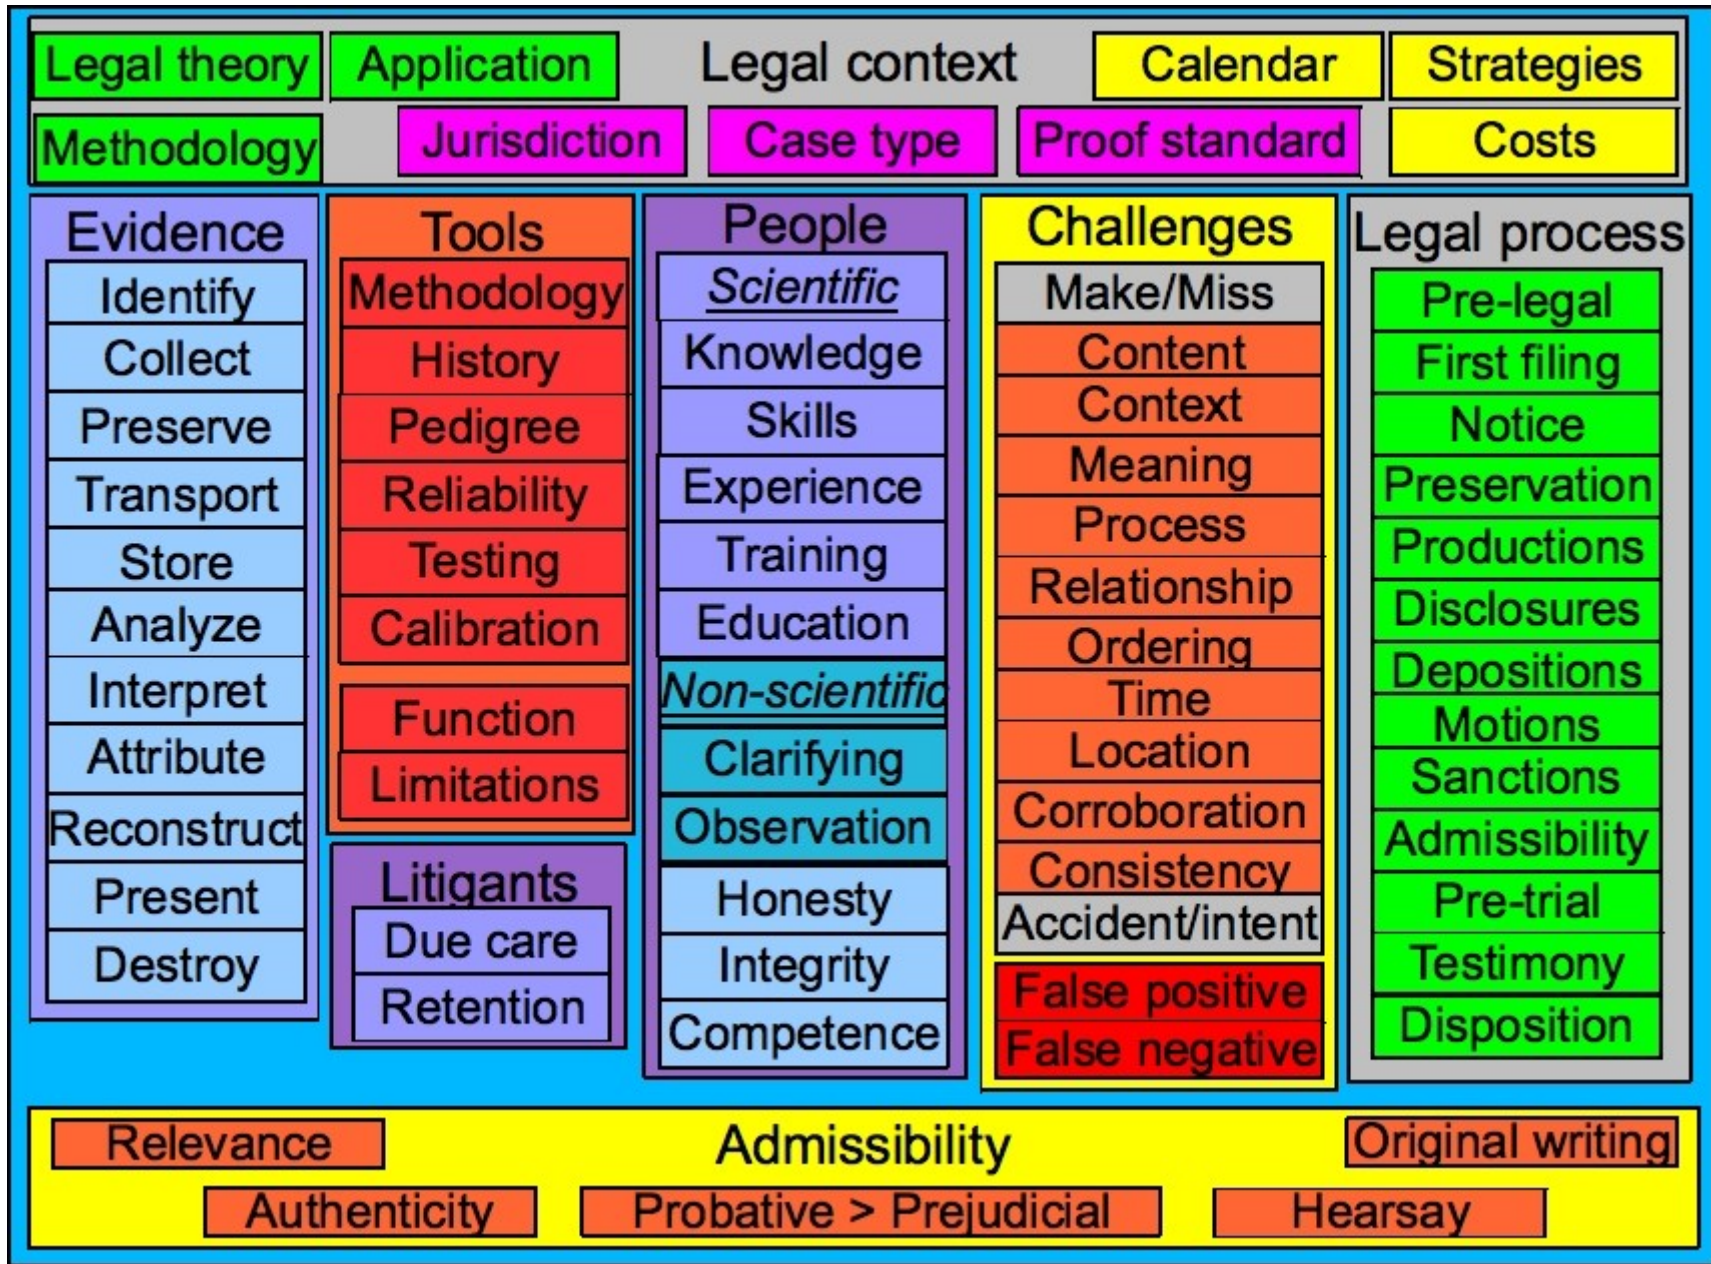 Legal theory
Application
Legal context
Calendar
Strategies
Methodology
Jurisdiction
Case type
Proof standard
Costs
Evidence
Identify
Collect
Preserve
Transport
Store
Analyze
Interpret
Attribute
Reconstruct
Present
Destroy
Tools
Methodology
History
Pedigree
Reliability
Testing
Calibration
Function
Limitations
Litigants
Due care
Retention
People
Scientific
Knowledge
Skills
Experience
Training
Education
Non-scientific
Clarifying
Observation
Honesty
Integrity
Competence
Challenges
Make/Miss
Content
Context
Meaning
Process
Relationship
Ordering
Time
Location
Corroboration
Consistency
Accident/intent
False positive
False negative
Legal process
Pre-legal
First filing
Notice
Preservation
Productions
Disclosures
Depositions
Motions
Sanctions
Admissibility
Pre-trial
Testimony
Disposition
Relevance
Admissibility
Original writing
Authenticity
Probative > Prejudicial
Hearsay